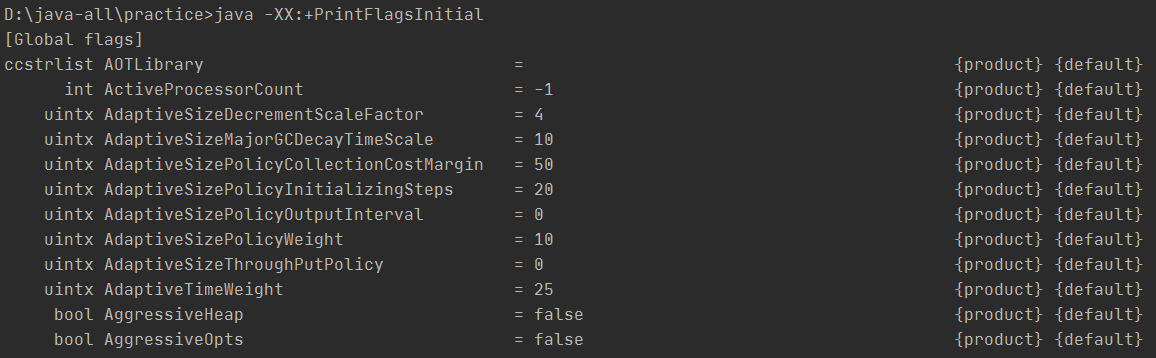 D:\java-all\practice>java -XX:+PrintFlagsInitial
[Global flags]
ccstrlist AOTLibrary                               =                                           {product} {default}
      int ActiveProcessorCount                     = -1                                        {product} {default}
    uintx AdaptiveSizeDecrementScaleFactor         = 4                                         {product} {default}
    uintx AdaptiveSizeMajorGCDecayTimeScale        = 10                                        {product} {default}
    uintx AdaptiveSizePolicyCollectionCostMargin   = 50                                        {product} {default}
    uintx AdaptiveSizePolicyInitializingSteps      = 20                                        {product} {default}
    uintx AdaptiveSizePolicyOutputInterval         = 0                                         {product} {default}
    uintx AdaptiveSizePolicyWeight                 = 10                                        {product} {default}
    uintx AdaptiveSizeThroughPutPolicy             = 0                                         {product} {default}
    uintx AdaptiveTimeWeight                       = 25                                        {product} {default}
     bool AggressiveHeap                           = false                                     {product} {default}
     bool AggressiveOpts                           = false                                     {product} {default}